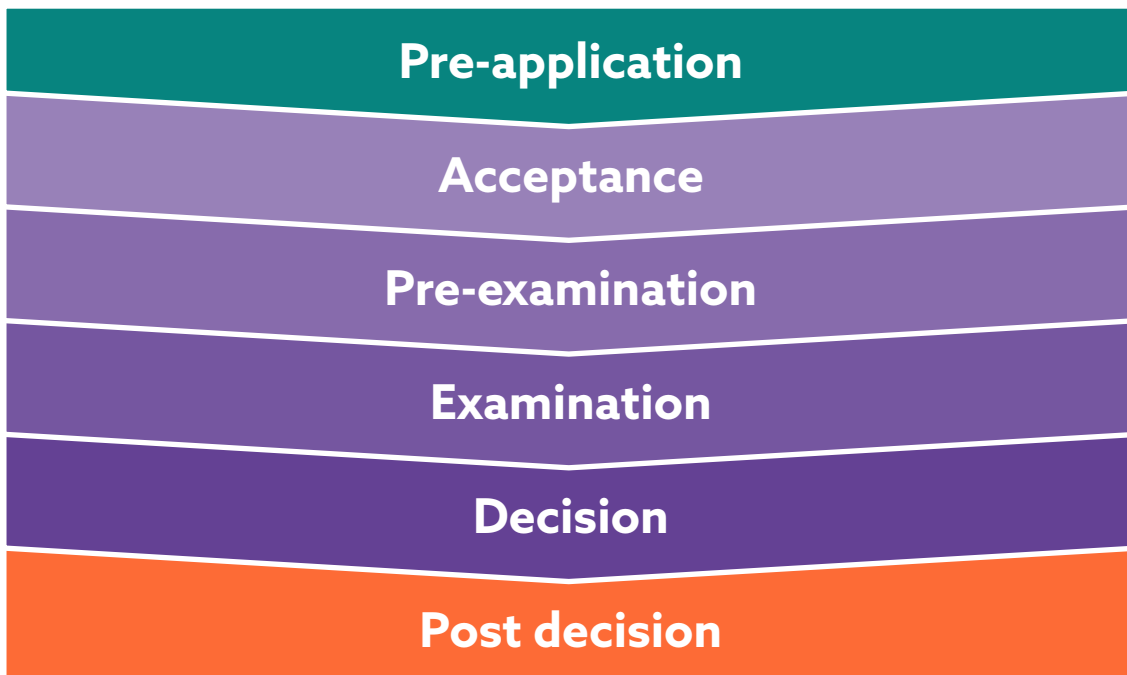 Pre-application
Acceptance
Pre-examination
Examination
Decision
Post decision